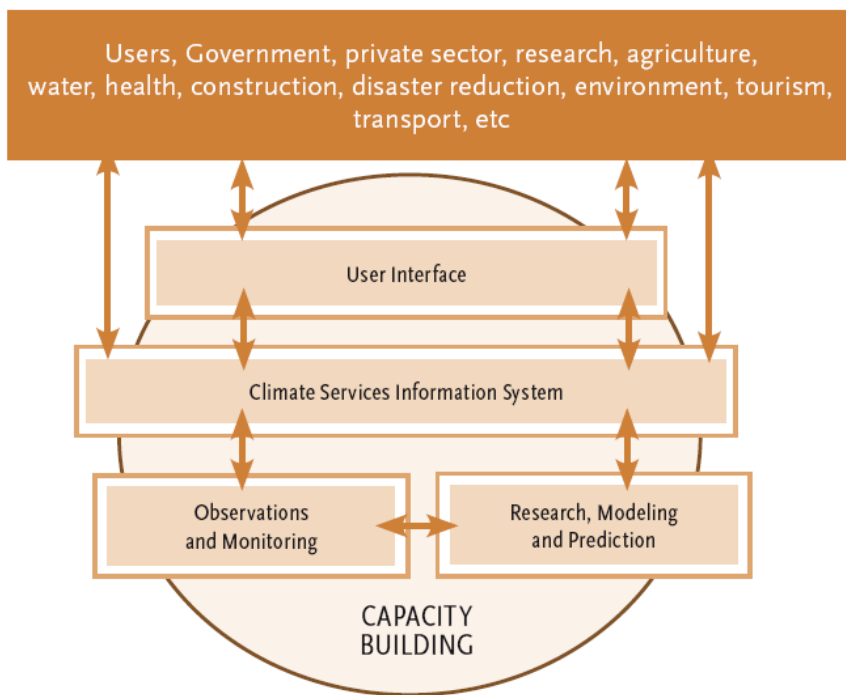 Users, Government, private sector, research, agriculture,
water, health, construction, disaster reduction, environment, tourism,
transport, etc
User Interface
Climate Services Information System
Observations
and Monitoring
Research, Modeling
and Prediction
CAPACITY
BUILDING